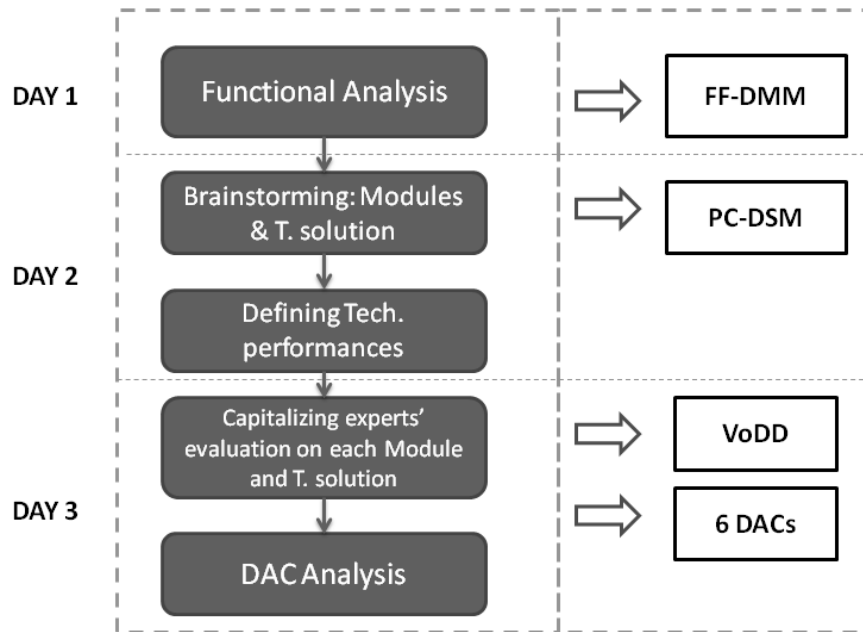 DAY 1
Functional Analysis
FF-DMM
DAY 2
Brainstorming: Modules
& T. solution
PC-DSM
Defining Tech.
performances
DAY 3
Capitalizing experts'
evaluation on each Module
and T. solution
VoDD
6 DACs
DAC Analysis